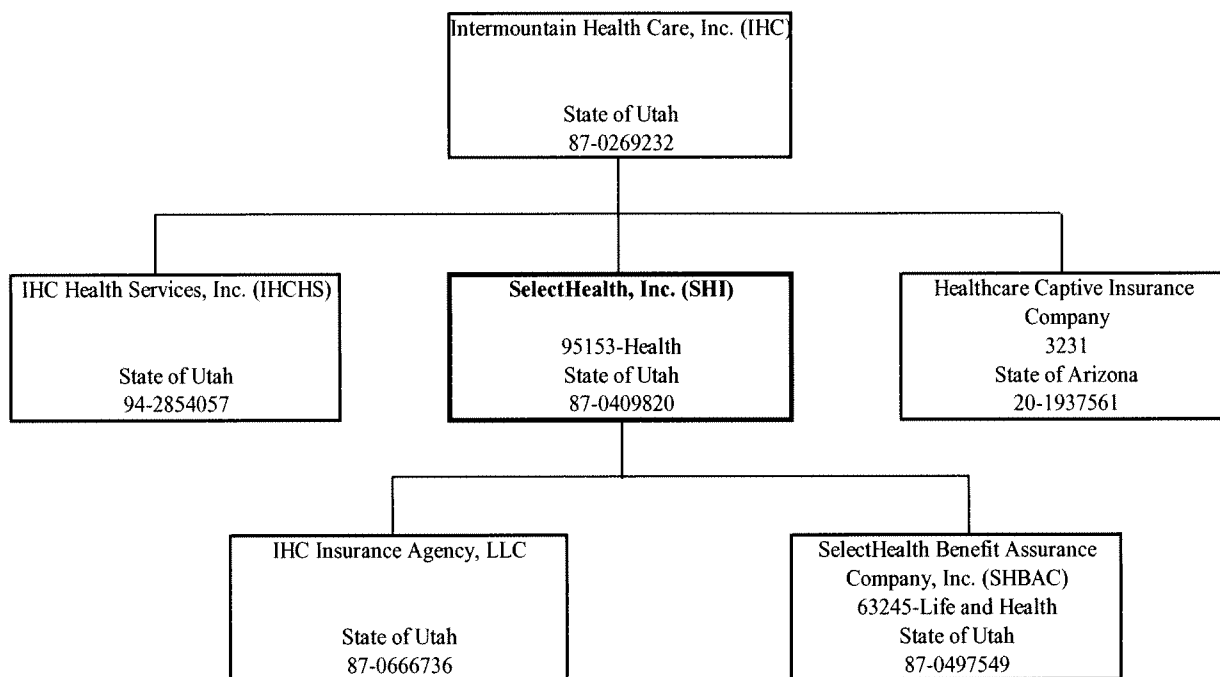 Intermountain Health Care, Inc. (IHC)
State of Utah
87-0269232
IHC Health Services, Inc. (IHCHS)
State of Utah
94-2854057
SelectHealth, Inc. (SHI)
95153-Health
State of Utah
87-0409820
Healthcare Captive Insurance
Company
3231
State of Arizona
20-1937561
IHC Insurance Agency, LLC
State of Utah
87-0666736
SelectHealth Benefit Assurance
Company, Inc. (SHBAC)
63245-Life and Health
State of Utah
87-0497549